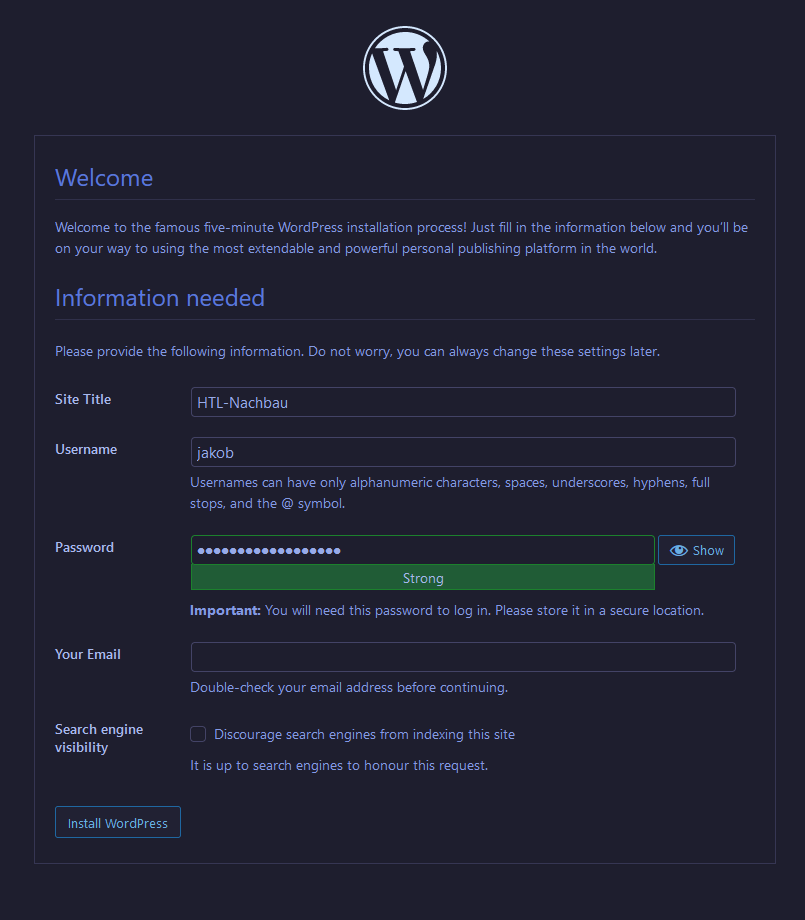 Welcome
Welcome to the famous five-minute WordPress installation process! Just fill in the information below and you’ll be
on your way to using the most extendable and powerful personal publishing platform in the world.
Information needed
Please provide the following information. Do not worry, you can always change these settings later.
Site Title
HTL-Nachbau
Username
jakob
Usernames can have only alphanumeric characters, spaces, underscores, hyphens, full
stops, and the @ symbol.
Password
●●●●●●●●●●●●●●●●●●
Show
Strong
Important: You will need this password to log in. Please store it in a secure location.
Your Email
Double-check your email address before continuing.
Search engine
visibility
Discourage search engines from indexing this site
It is up to search engines to honour this request.
Install WordPress